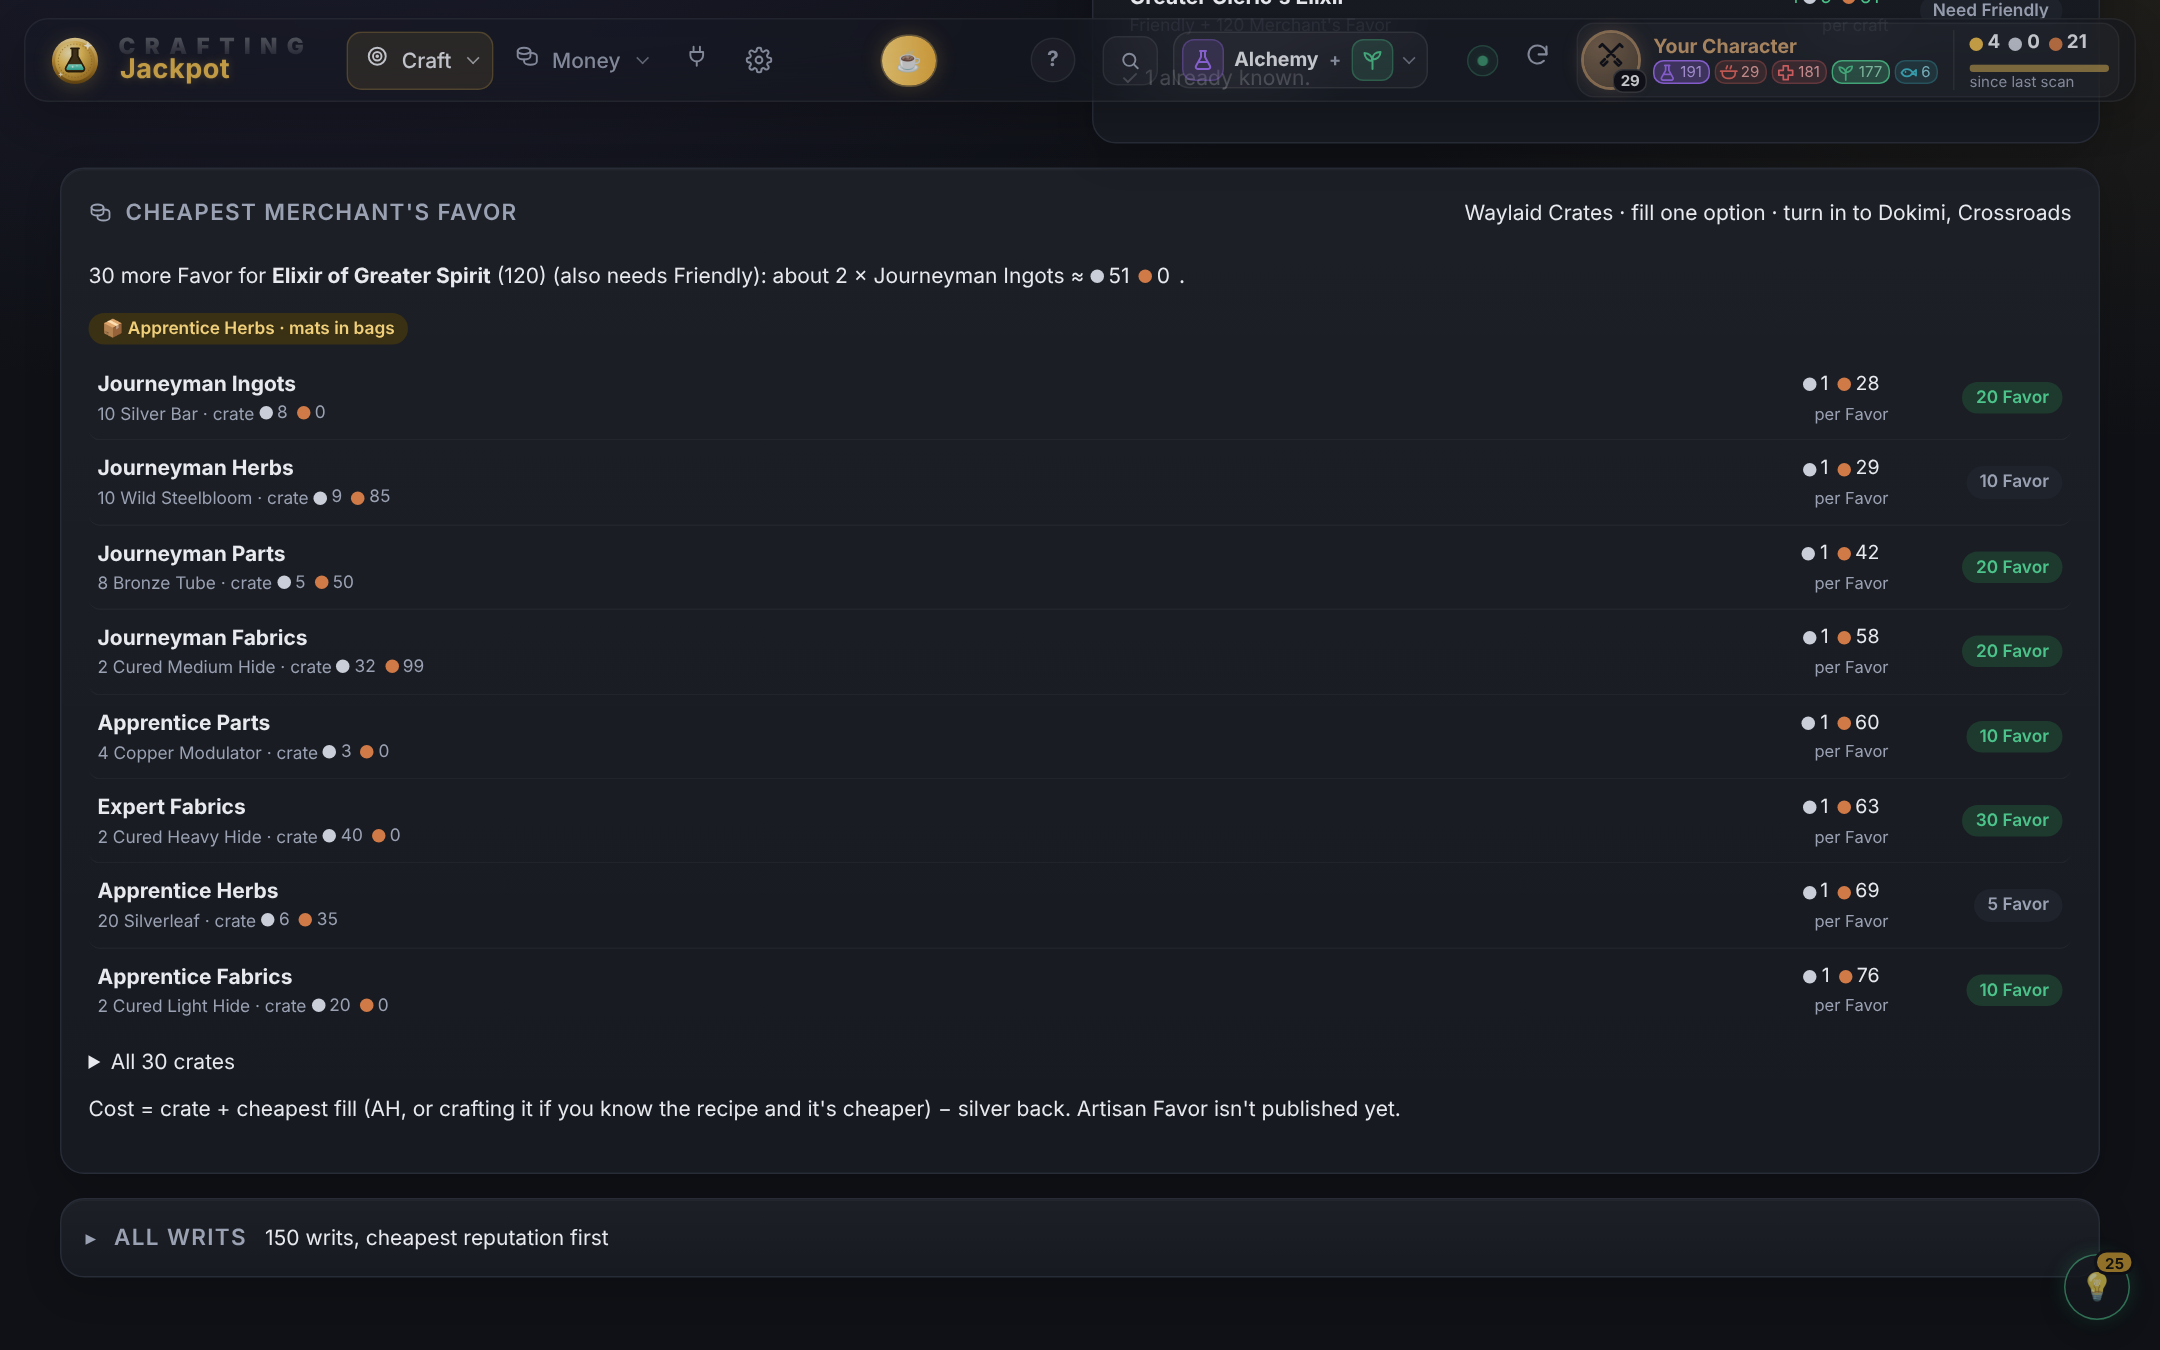 Greater Cleric's Elixir
Need Friendly
Friendly + 120 Merchant's Favor
per craft
✓ 1 already known.
CRAFTING
Jackpot
Craft
Money
?
Alchemy +
29
Your Character
191 29 181 177 6
4 0 21
since last scan
CHEAPEST MERCHANT'S FAVOR
Waylaid Crates · fill one option · turn in to Dokimi, Crossroads
30 more Favor for Elixir of Greater Spirit (120) (also needs Friendly): about 2 × Journeyman Ingots ≈ 51 0 .
Apprentice Herbs · mats in bags
Journeyman Ingots
10 Silver Bar · crate 8 0
1 28
per Favor
20 Favor
Journeyman Herbs
10 Wild Steelbloom · crate 9 85
1 29
per Favor
10 Favor
Journeyman Parts
8 Bronze Tube · crate 5 50
1 42
per Favor
20 Favor
Journeyman Fabrics
2 Cured Medium Hide · crate 32 99
1 58
per Favor
20 Favor
Apprentice Parts
4 Copper Modulator · crate 3 0
1 60
per Favor
10 Favor
Expert Fabrics
2 Cured Heavy Hide · crate 40 0
1 63
per Favor
30 Favor
Apprentice Herbs
20 Silverleaf · crate 6 35
1 69
per Favor
5 Favor
Apprentice Fabrics
2 Cured Light Hide · crate 20 0
1 76
per Favor
10 Favor
▶ All 30 crates
Cost = crate + cheapest fill (AH, or crafting it if you know the recipe and it's cheaper) − silver back. Artisan Favor isn't published yet.
▸ ALL WRITS 150 writs, cheapest reputation first
25